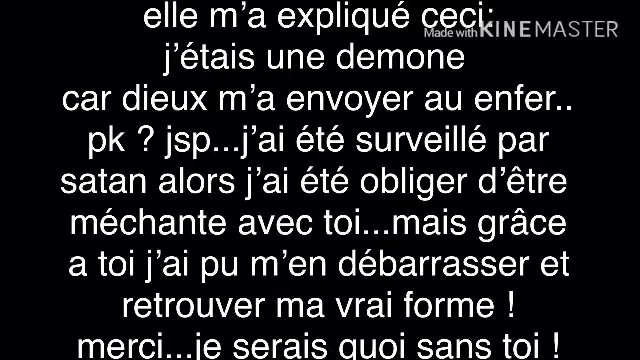 elle m'a expliqué ceci:
Made with KINEMASTER
j'étais une demone
car dieux m'a envoyer au enfer..
pk ? jsp...j'ai été surveillé par
satan alors j'ai été obliger d'être
méchante avec toi...mais grâce
a toi j'ai pu m'en débarrasser et
retrouver ma vrai forme !
merci...je serais quoi sans toi !